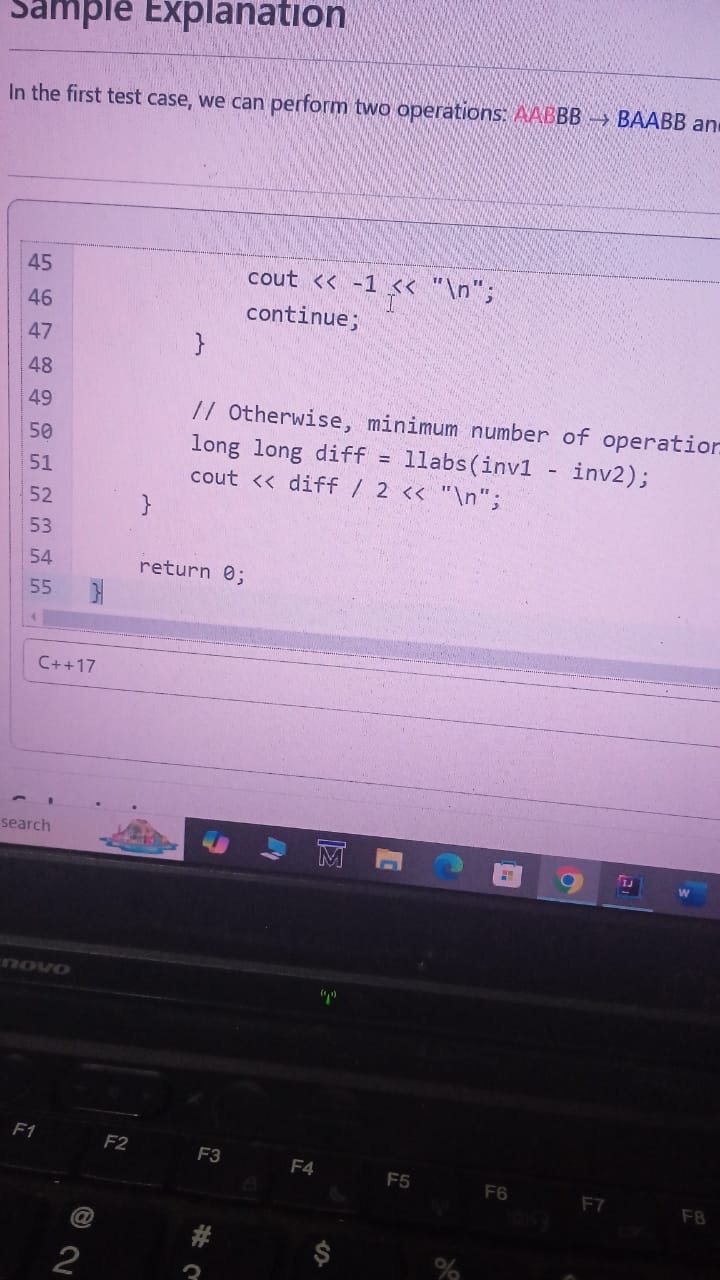 Sample Explanation
In the first test case, we can perform two operations: AABBB → BAABB an
45 cout << -1 << "\n";
46 continue;
47 }
48
49 // Otherwise, minimum number of operation
50 long long diff = llabs(inv1 - inv2);
51 cout << diff / 2 << "\n";
52 }
53
54 return 0;
55 }
C++17
search
novo
F1 F2 F3 F4 F5 F6 F7 F8
@ # $ %
2 3